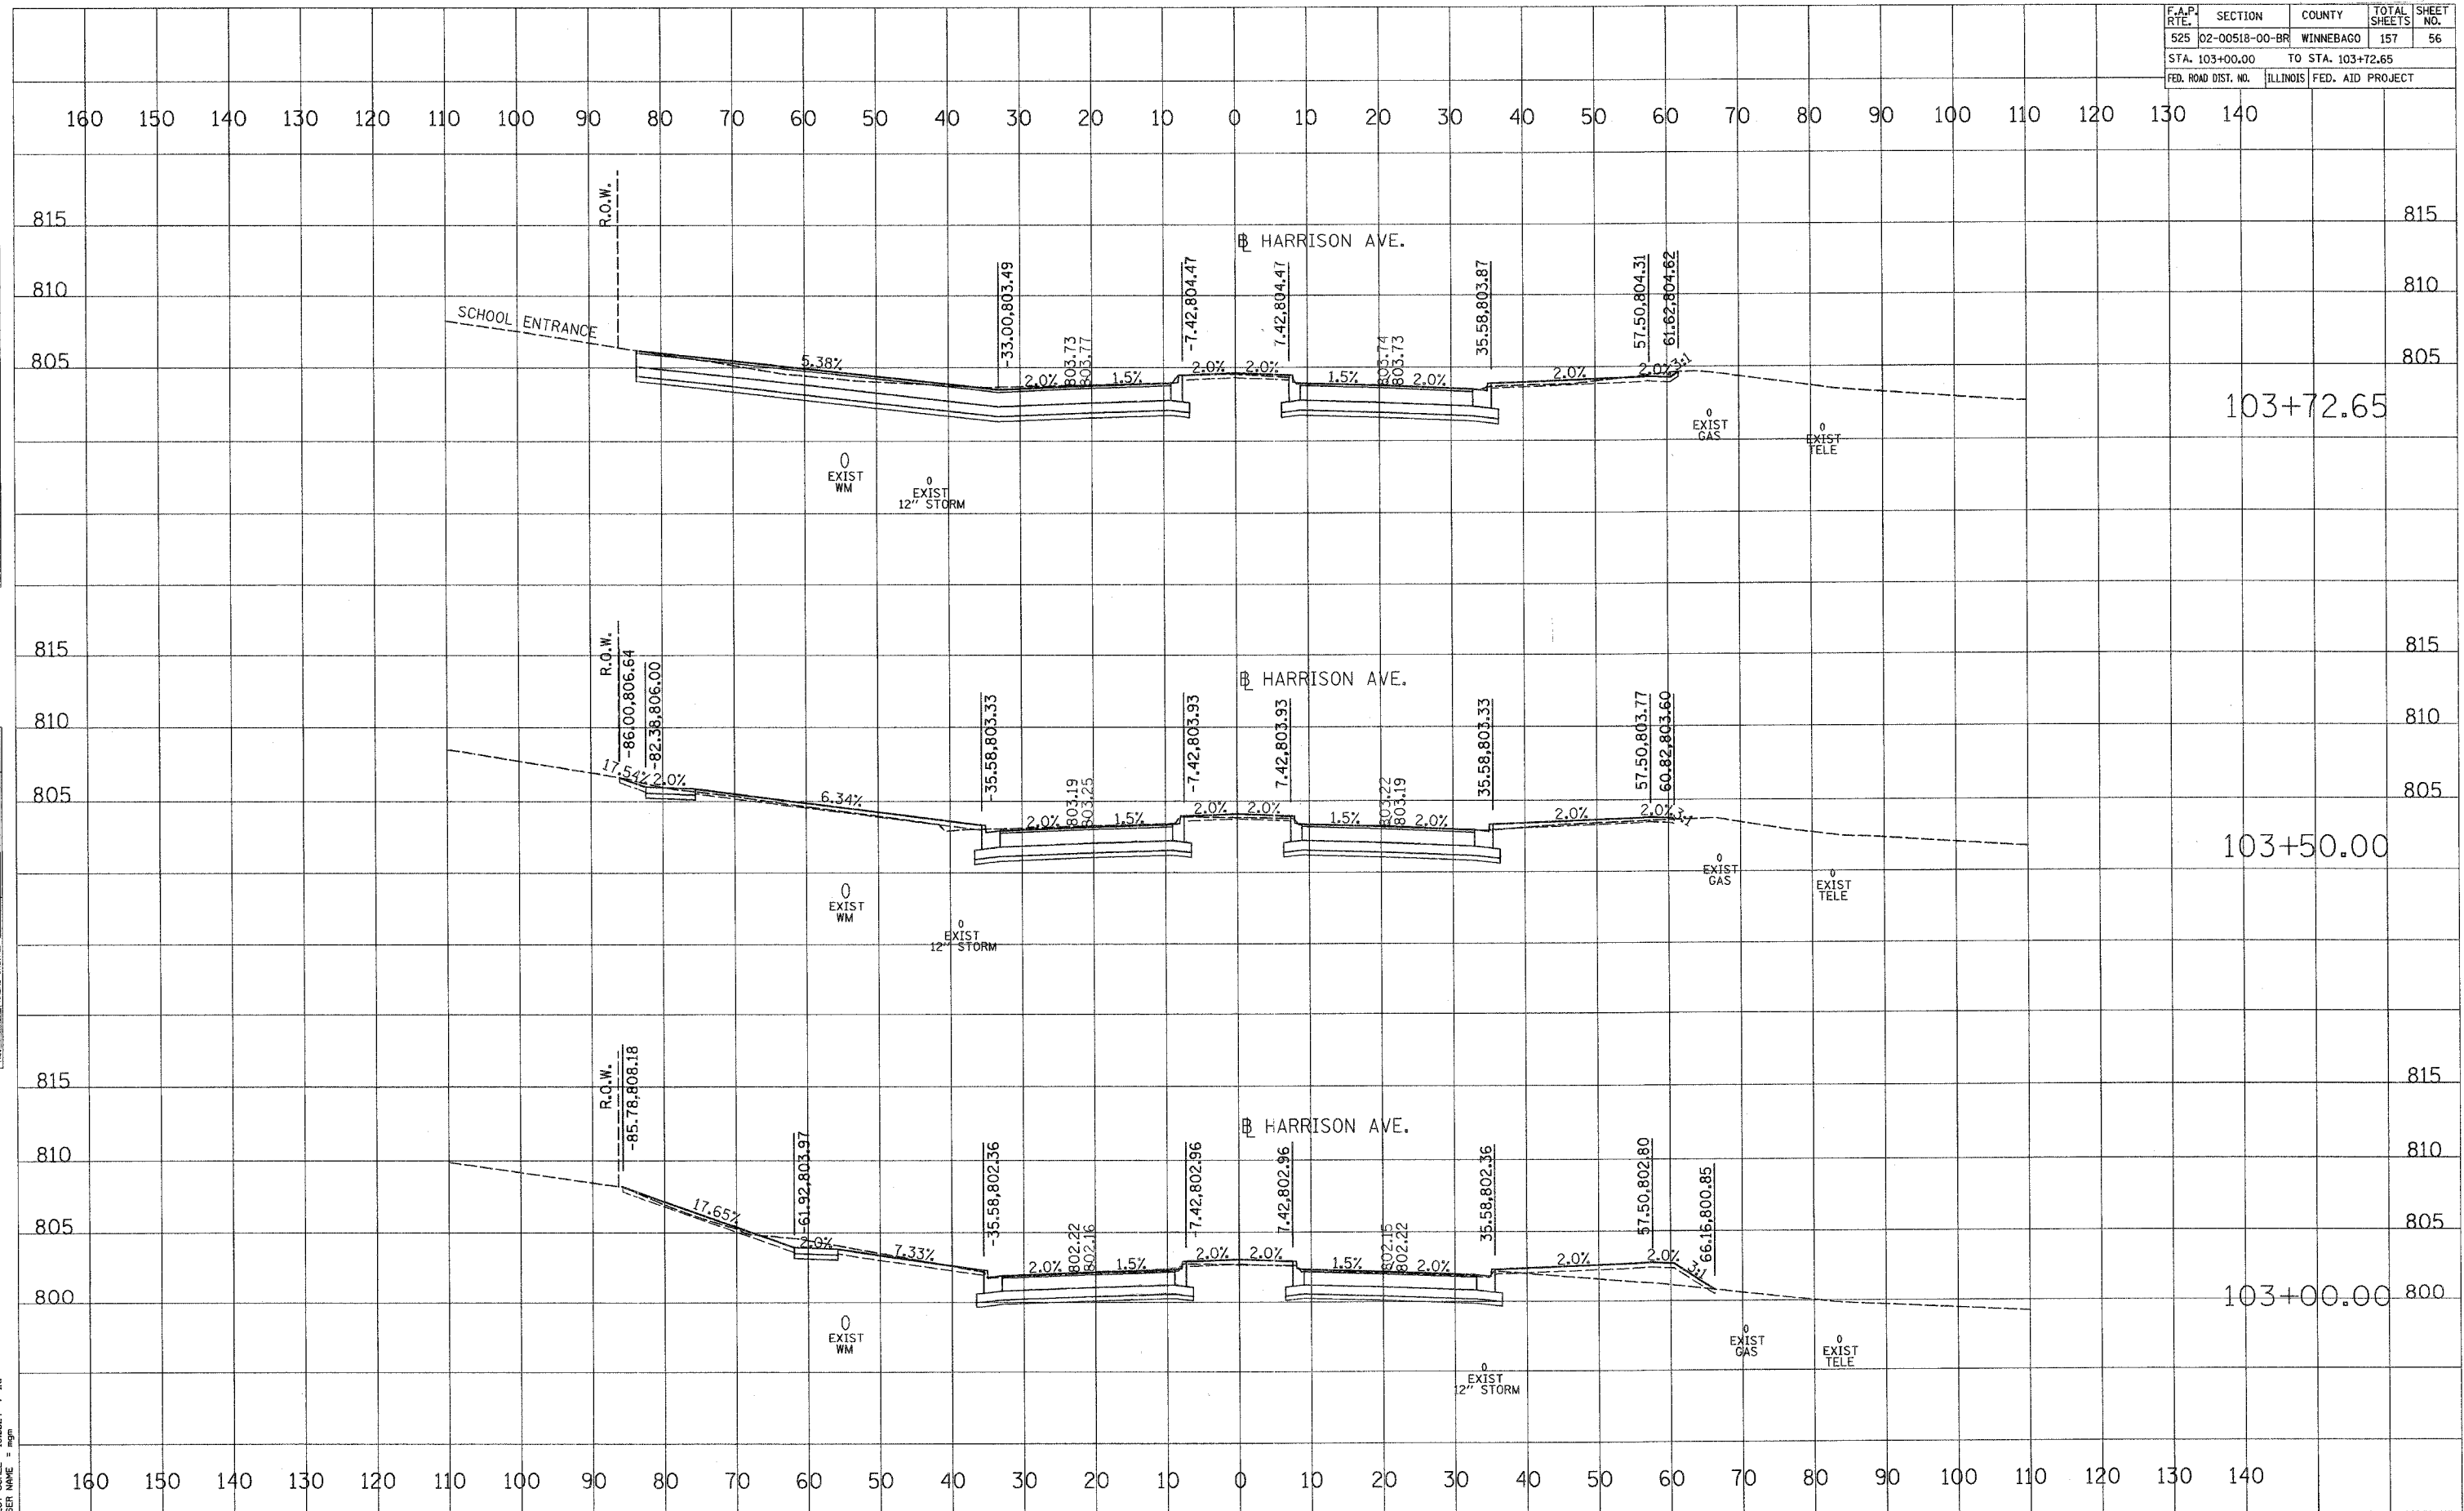 F.A.P. RTE. SECTION COUNTY TOTAL SHEETS SHEET NO.
525 02-00518-00-BR WINNEBAGO 157 56
STA. 103+00.00 TO STA. 103+72.65
FED. ROAD DIST. NO. ILLINOIS FED. AID PROJECT
160 150 140 130 120 110 100 90 80 70 60 50 40 30 20 10 0 10 20 30 40 50 60 70 80 90 100 110 120 130 140
R.O.W.
815 815
HARRISON AVE.
-33.00,803.49
803.73
803.77
-7.42,804.47
7.42,804.47
803.74
803.73
35.58,803.87
57.50,804.31
61.62,804.62
810 810
SCHOOL ENTRANCE
805 805
5.38% 2.0% 1.5% 2.0% 2.0% 1.5% 2.0% 2.0% 2.0% 3:1
103+72.65
EXIST
GAS
EXIST
TELE
EXIST
WM
EXIST
12" STORM
R.O.W.
-86.00,806.64
-82.38,806.00
815 815
HARRISON AVE.
-35.58,803.33
803.19
803.25
-7.42,803.93
7.42,803.93
803.22
803.19
35.58,803.33
57.50,803.77
60.82,803.60
810 810
17.54% 2.0% 6.34% 2.0% 1.5% 2.0% 2.0% 1.5% 2.0% 2.0% 2.0% 3:1
805 805
103+50.00
EXIST
GAS
EXIST
TELE
EXIST
WM
EXIST
12" STORM
R.O.W.
-85.78,808.18
815 815
HARRISON AVE.
-61.92,803.97
-35.58,802.36
802.22
802.16
-7.42,802.96
7.42,802.96
802.15
802.22
35.58,802.36
57.50,802.80
66.16,800.85
810 810
805 805
17.65% 2.0% 7.33% 2.0% 1.5% 2.0% 2.0% 1.5% 2.0% 2.0% 2.0% 3:1
800 103+00.00 800
EXIST
WM
EXIST
GAS
EXIST
TELE
EXIST
12" STORM
160 150 140 130 120 110 100 90 80 70 60 50 40 30 20 10 0 10 20 30 40 50 60 70 80 90 100 110 120 130 140